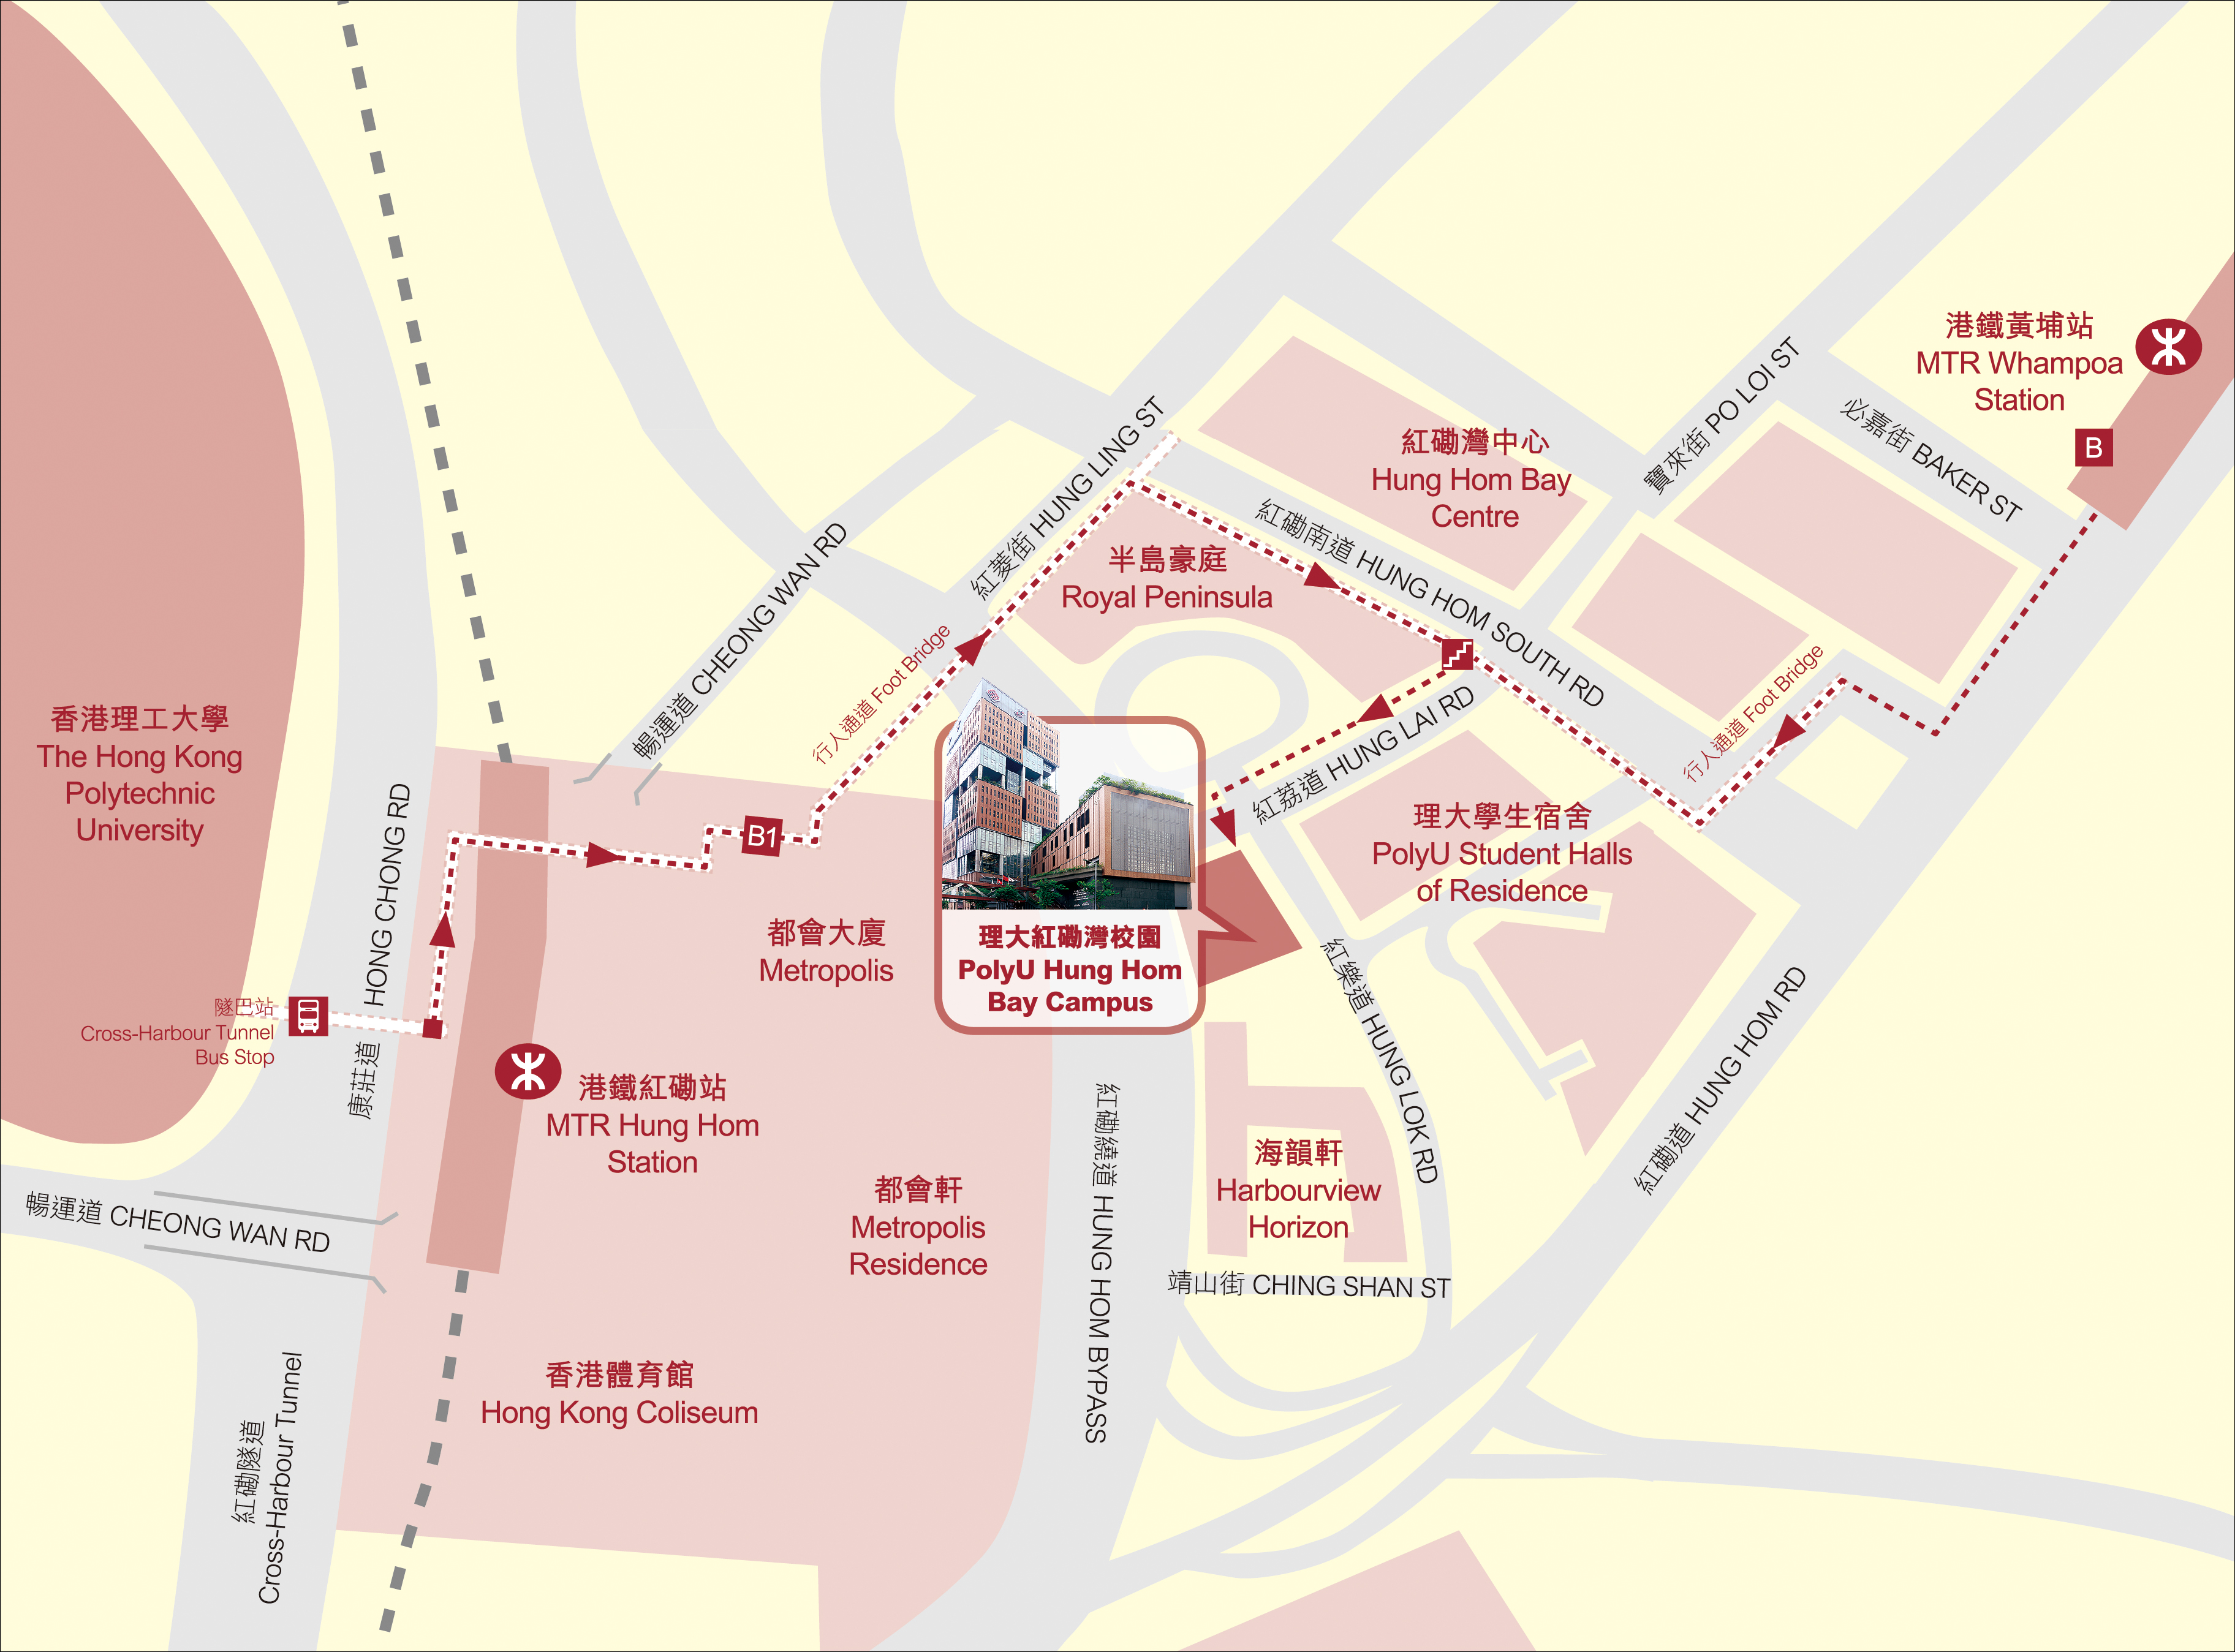 港鐵黃埔站
MTR Whampoa
Station
B
必嘉街 BAKER ST
寶來街 PO LOI ST
紅磡灣中心
Hung Hom Bay
Centre
紅菱街 HUNG LING ST
紅磡南道 HUNG HOM SOUTH RD
半島豪庭
Royal Peninsula
暢運道 CHEONG WAN RD
行人通道 Foot Bridge
行人通道 Foot Bridge
香港理工大學
The Hong Kong
Polytechnic
University
康莊道 HONG CHONG RD
B1
紅荔道 HUNG LAI RD
理大學生宿舍
PolyU Student Halls
of Residence
都會大廈
Metropolis
理大紅磡灣校園
PolyU Hung Hom
Bay Campus
隧巴站
Cross-Harbour Tunnel
Bus Stop
港鐵紅磡站
MTR Hung Hom
Station
紅樂道 HUNG LOK RD
紅磡道 HUNG HOM RD
紅磡繞道 HUNG HOM BYPASS
海韻軒
Harbourview
Horizon
都會軒
Metropolis
Residence
暢運道 CHEONG WAN RD
靖山街 CHING SHAN ST
香港體育館
Hong Kong Coliseum
紅磡隧道
Cross-Harbour Tunnel